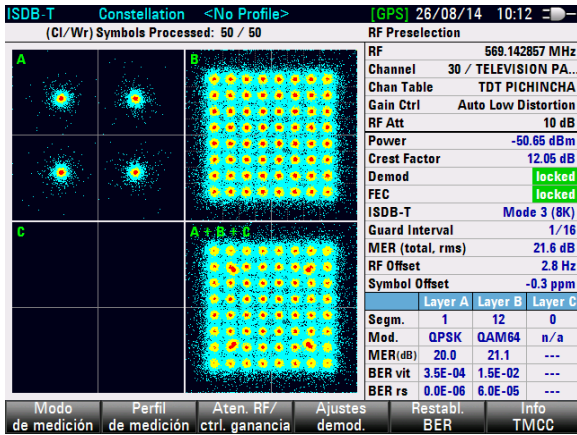 ISDB-T Constellation <No Profile> [GPS] 26/08/14 10:12
(Cl/Wr) Symbols Processed: 50 / 50
A
B
C
A + B + C
RF Preselection
RF 569.142857 MHz
Channel 30 / TELEVISION PA...
Chan Table TDT PICHINCHA
Gain Ctrl Auto Low Distortion
RF Att 10 dB
Power -50.65 dBm
Crest Factor 12.05 dB
Demod locked
FEC locked
ISDB-T Mode 3 (8K)
Guard Interval 1/16
MER (total, rms) 21.6 dB
RF Offset 2.8 Hz
Symbol Offset -0.3 ppm
Layer A Layer B Layer C
Segm. 1 12 0
Mod. QPSK QAM64 n/a
MER(dB) 20.0 21.1 ---
BER vit 3.5E-04 1.5E-02 ---
BER rs 0.0E-06 6.0E-05 ---
Modo de medición
Perfil de medición
Aten. RF/ ctrl. ganancia
Ajustes demod.
Restabl. BER
Info TMCC